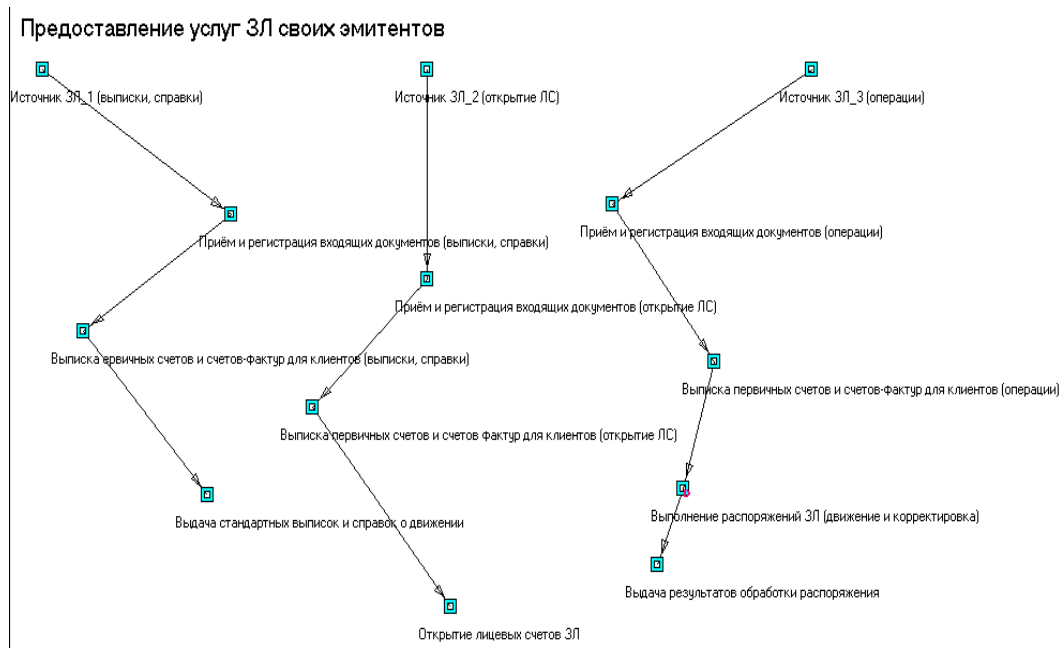 Предоставление услуг ЗЛ своих эмитентов
Источник ЗЛ_1 (выписки, справки)
Источник ЗЛ_2 (открытие ЛС)
Источник ЗЛ_3 (операции)
Приём и регистрация входящих документов (операции)
Приём и регистрация входящих документов (выписки, справки)
Приём и регистрация входящих документов (открытие ЛС)
Выписка ервичных счетов и счетов-фактур для клиентов (выписки, справки)
Выписка первичных счетов и счетов-фактур для клиентов (операции)
Выписка первичных счетов и счетов фактур для клиентов (открытие ЛС)
Выдача стандартных выписок и справок о движении
Выполнение распоряжений ЗЛ (движение и корректировка)
Выдача результатов обработки распоряжения
Открытие лицевых счетов ЗЛ